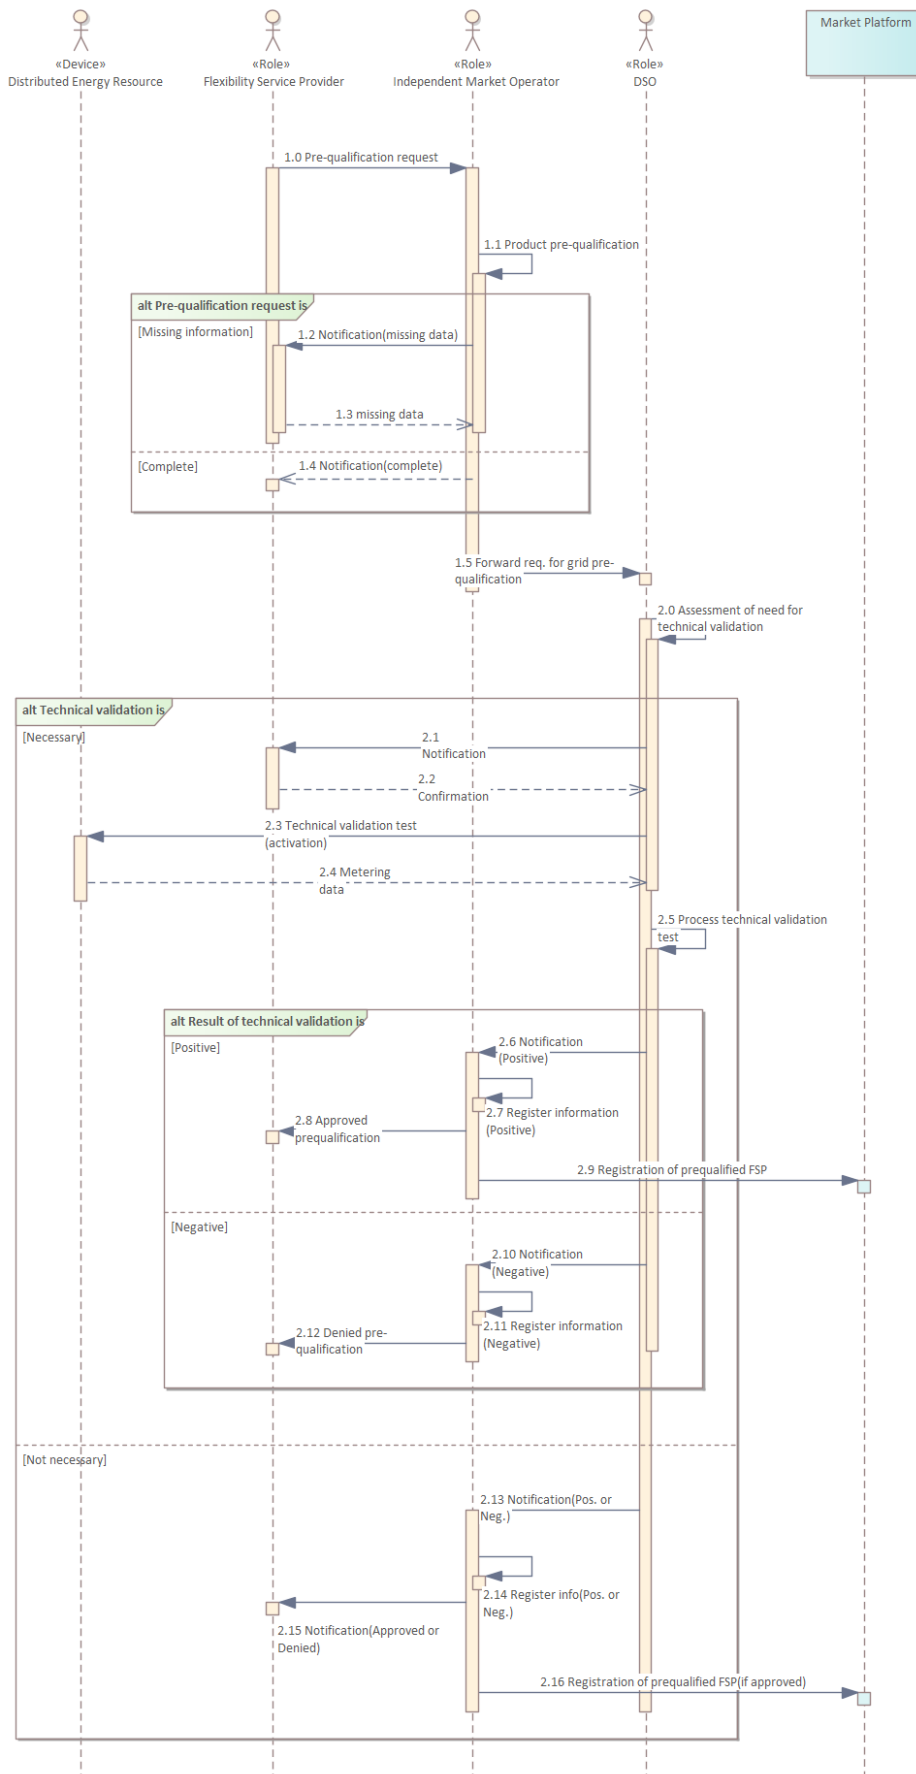 «Device»
Distributed Energy Resource
«Role»
Flexibility Service Provider
«Role»
Independent Market Operator
«Role»
DSO
Market Platform
1.0 Pre-qualification request
1.1 Product pre-qualification
alt Pre-qualification request is
[Missing information]
1.2 Notification(missing data)
1.3 missing data
[Complete]
1.4 Notification(complete)
1.5 Forward req. for grid pre-
qualification
2.0 Assessment of need for
technical validation
alt Technical validation is
[Necessary]
2.1
Notification
2.2
Confirmation
2.3 Technical validation test
(activation)
2.4 Metering
data
2.5 Process technical validation
test
alt Result of technical validation is
[Positive]
2.6 Notification
(Positive)
2.7 Register information
(Positive)
2.8 Approved
prequalification
2.9 Registration of prequalified FSP
[Negative]
2.10 Notification
(Negative)
2.11 Register information
(Negative)
2.12 Denied pre-
qualification
[Not necessary]
2.13 Notification(Pos. or
Neg.)
2.14 Register info(Pos. or
Neg.)
2.15 Notification(Approved or
Denied)
2.16 Registration of prequalified FSP(if approved)